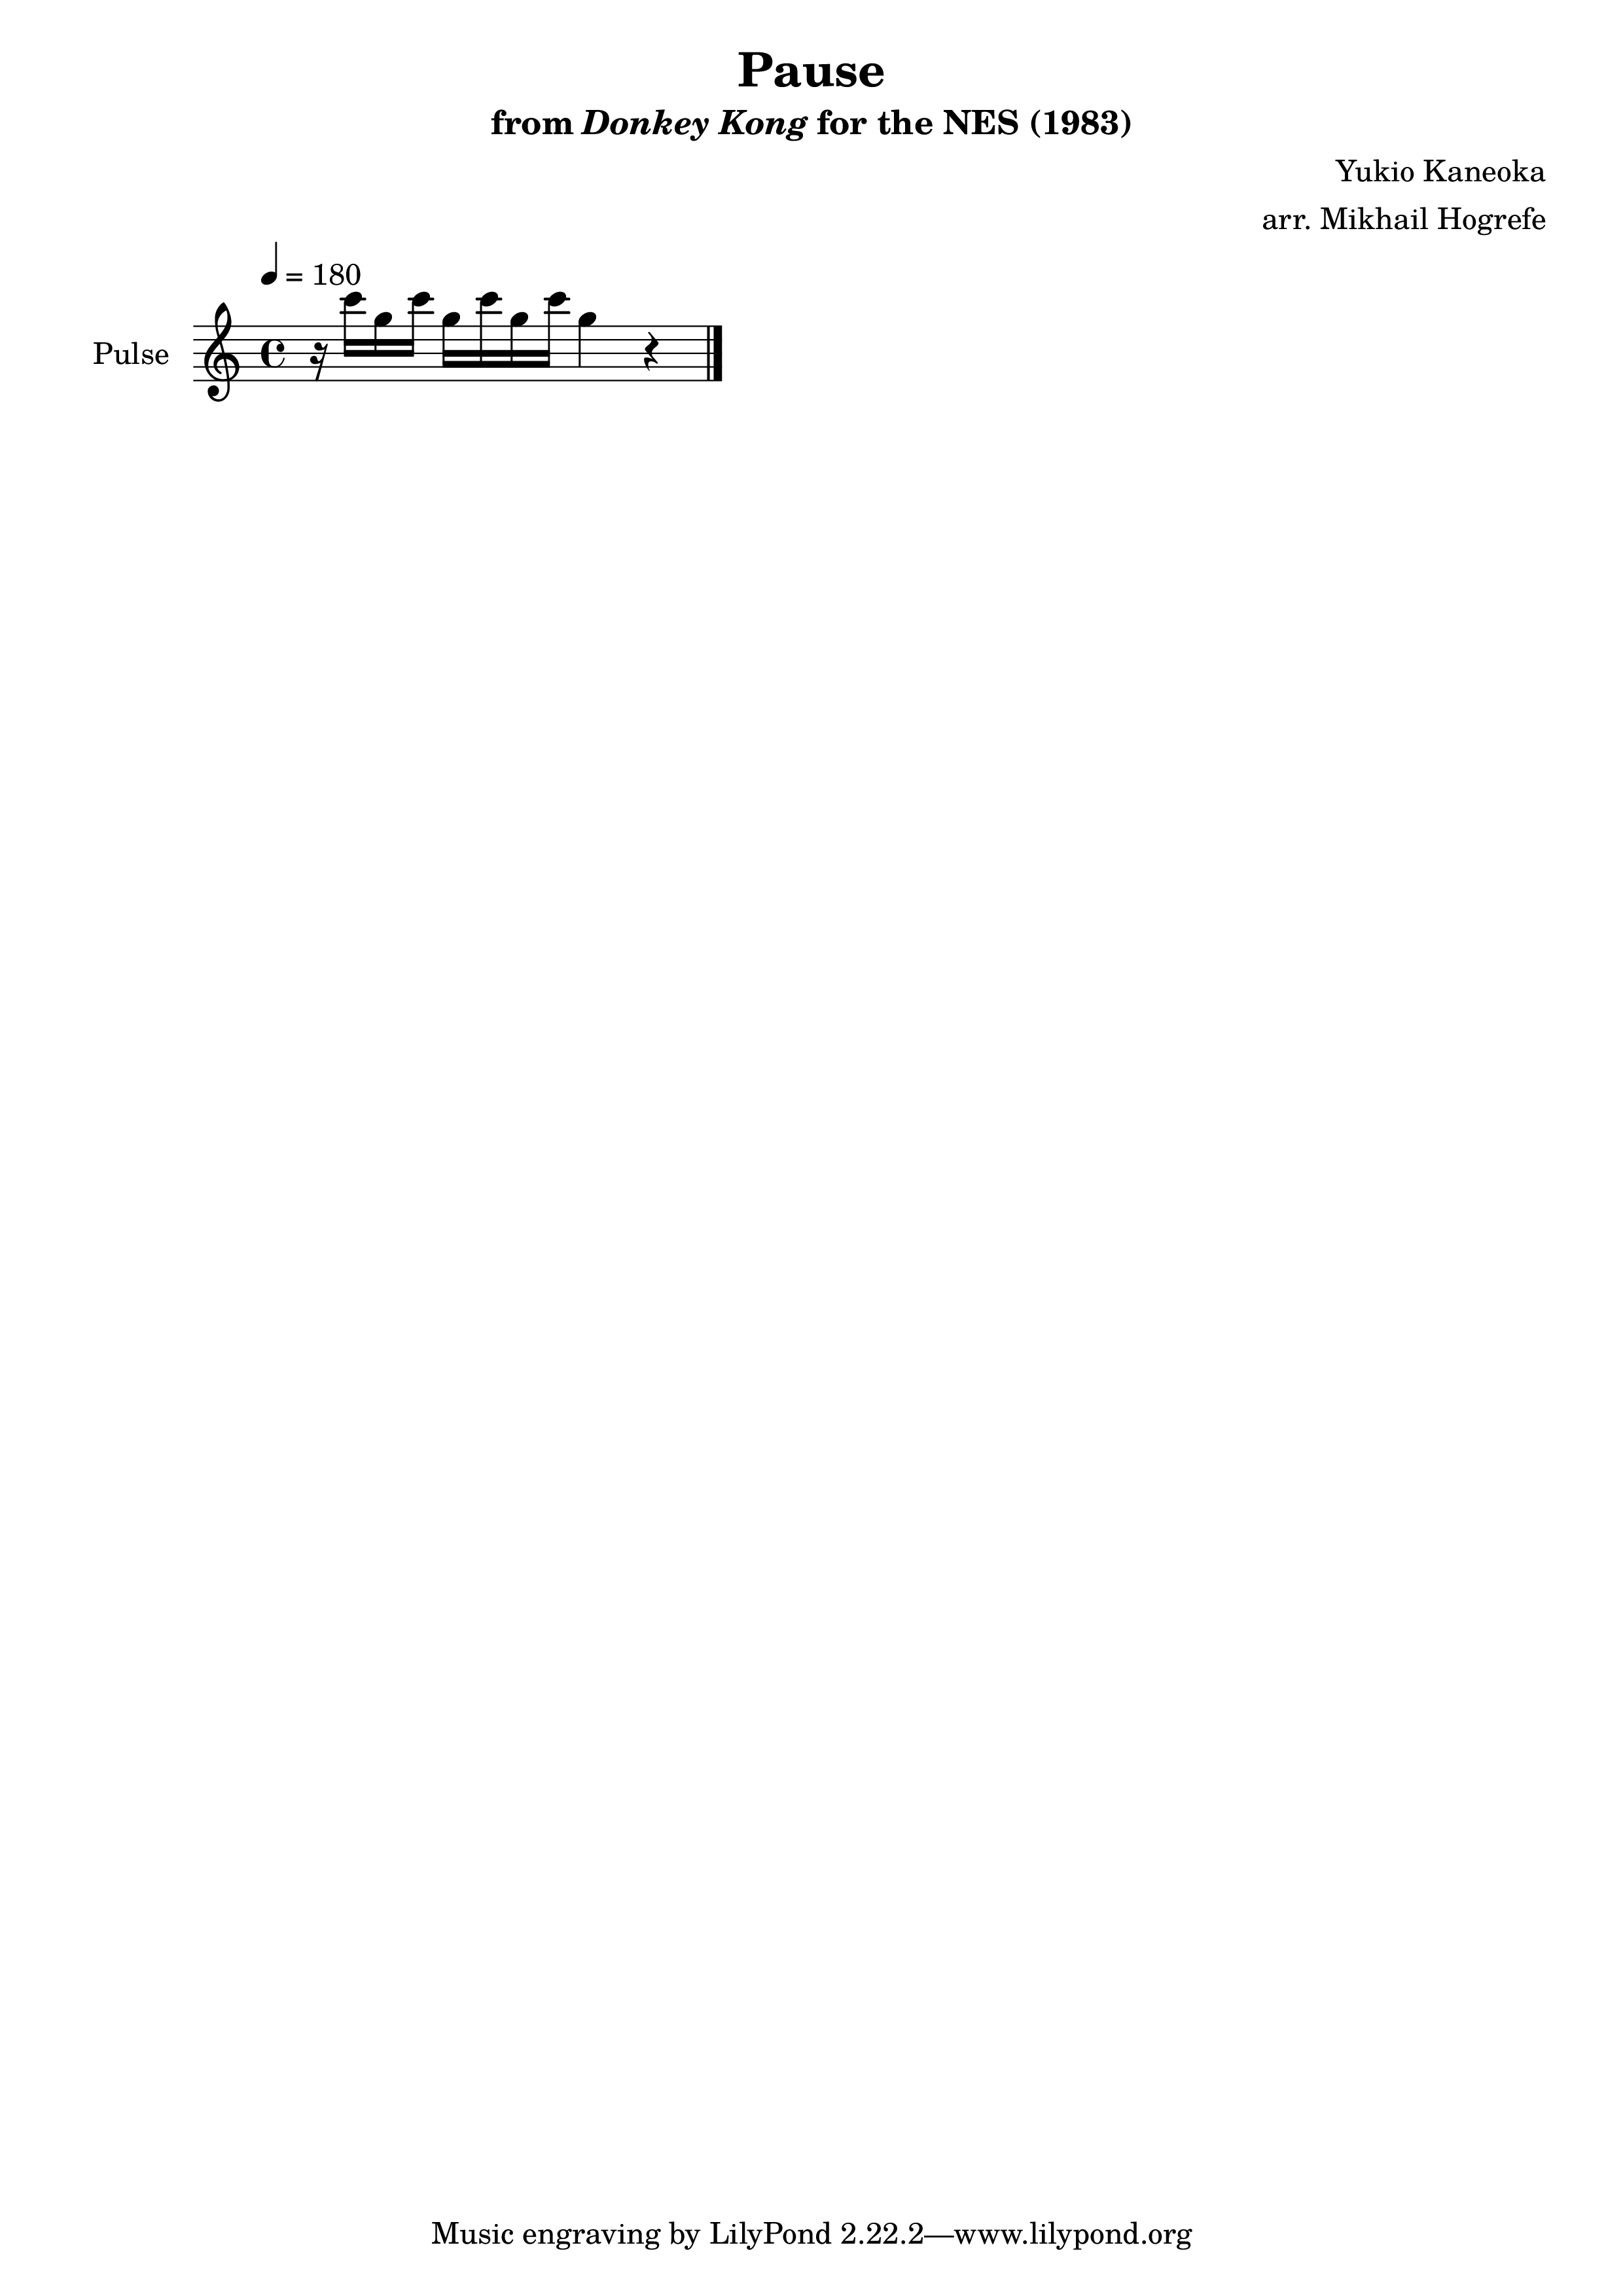 Pause
from Donkey Kong for the NES (1983)
Yukio Kaneoka
arr. Mikhail Hogrefe
= 180
Pulse
Music engraving by LilyPond 2.22.2—www.lilypond.org